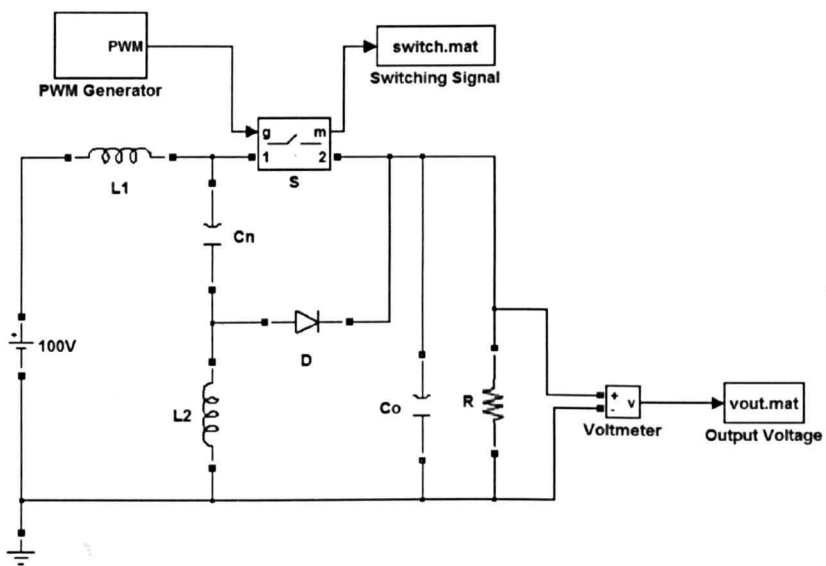 PWM
PWM Generator
switch.mat
Switching Signal
g m
1 2
S
L1
Cn
+
100V
D
L2
Co
R
+
-
v
Voltmeter
vout.mat
Output Voltage